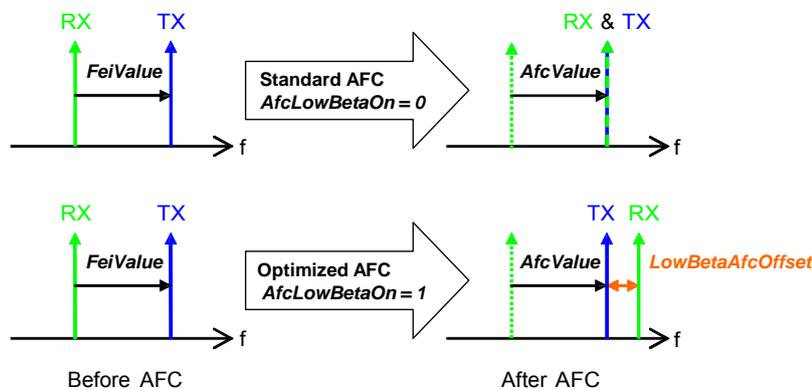 RX TX RX & TX
FeiValue Standard AFC AfcValue
AfcLowBetaOn = 0
f f
RX TX TX RX
FeiValue Optimized AFC AfcValue LowBetaAfcOffset
AfcLowBetaOn = 1
f f
Before AFC After AFC